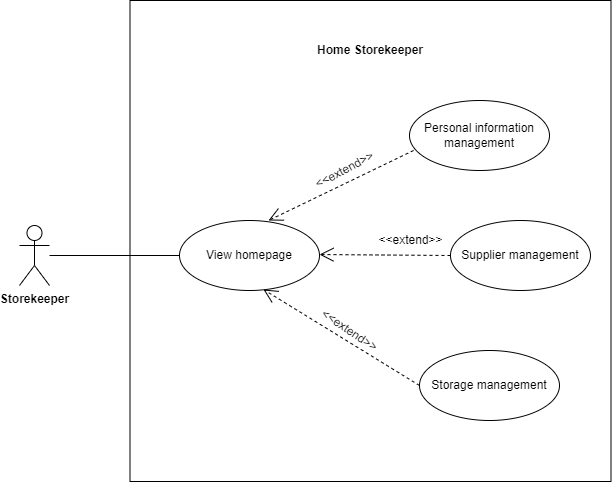 Home Storekeeper
Personal information
management
<<extend>>
<<extend>>
View homepage
Supplier management
Storekeeper
<<extend>>
Storage management